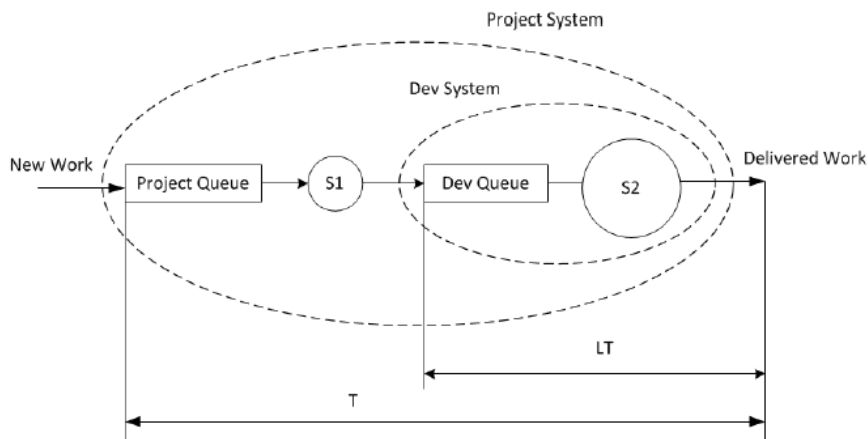 Project System
Dev System
New Work
Delivered Work
Project Queue
S1
Dev Queue
S2
LT
T